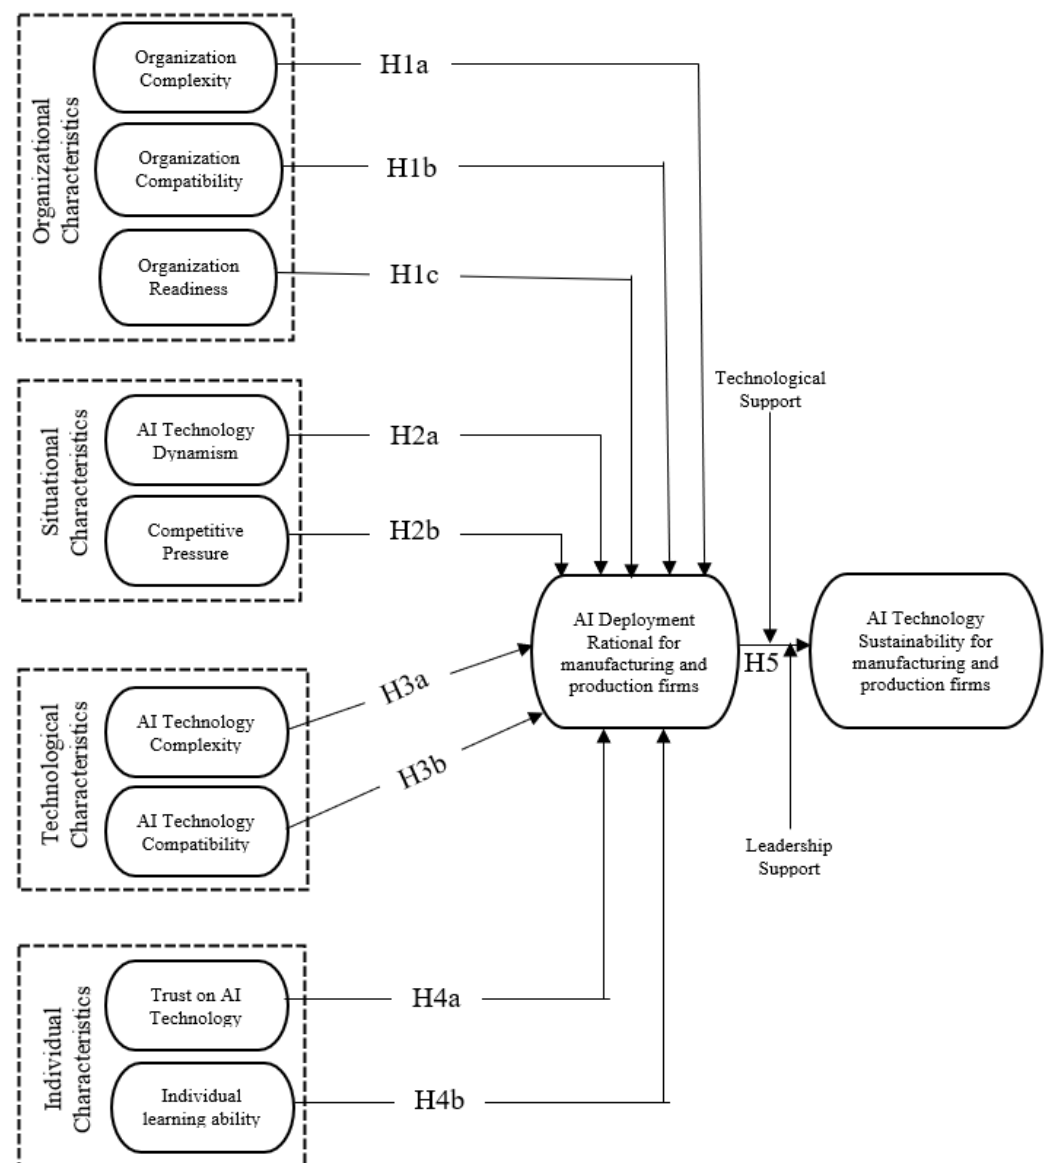 Organizational
Characteristics
Organization
Complexity
H1a
Organization
Compatibility
H1b
Organization
Readiness
H1c
Situational
Characteristics
AI Technology
Dynamism
H2a
Competitive
Pressure
H2b
Technological
Support
AI Deployment
Rational for
manufacturing and
production firms
H5
AI Technology
Sustainability for
manufacturing and
production firms
Technological
Characteristics
AI Technology
Complexity
H3a
AI Technology
Compatibility
H3b
Leadership
Support
Individual
Characteristics
Trust on AI
Technology
H4a
Individual
learning ability
H4b